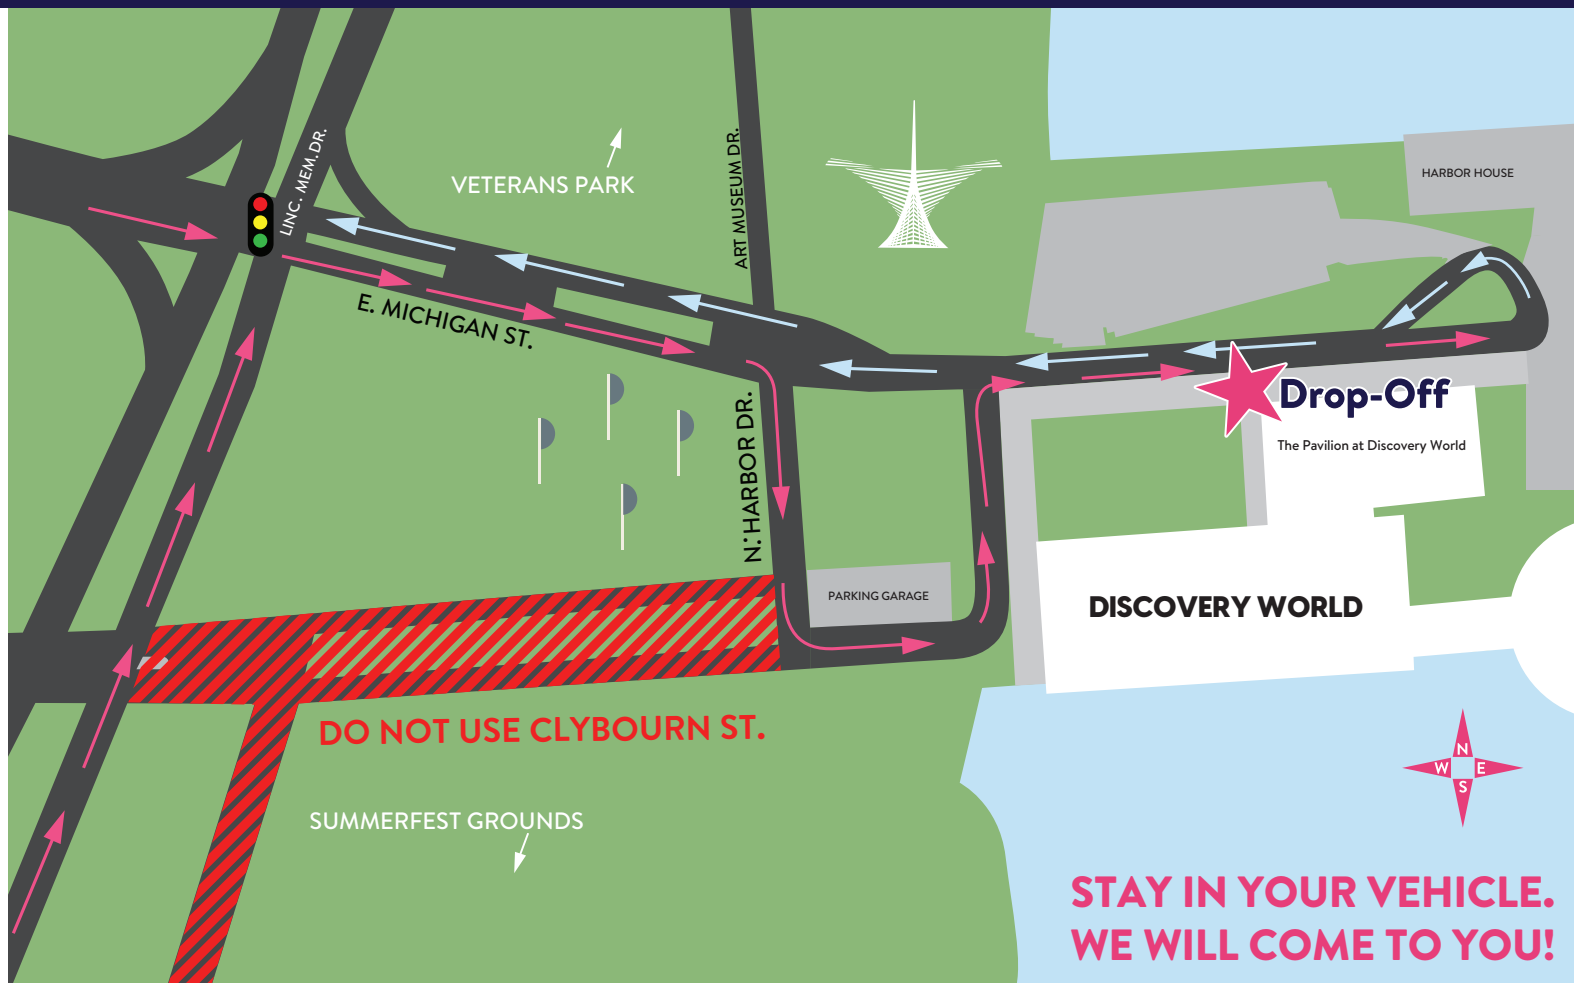 LINC. MEM. DR.
VETERANS PARK
ART MUSEUM DR.
HARBOR HOUSE
E. MICHIGAN ST.
N. HARBOR DR.
Drop-Off
The Pavilion at Discovery World
PARKING GARAGE
DISCOVERY WORLD
DO NOT USE CLYBOURN ST.
SUMMERFEST GROUNDS
N
W E
S
STAY IN YOUR VEHICLE.
WE WILL COME TO YOU!